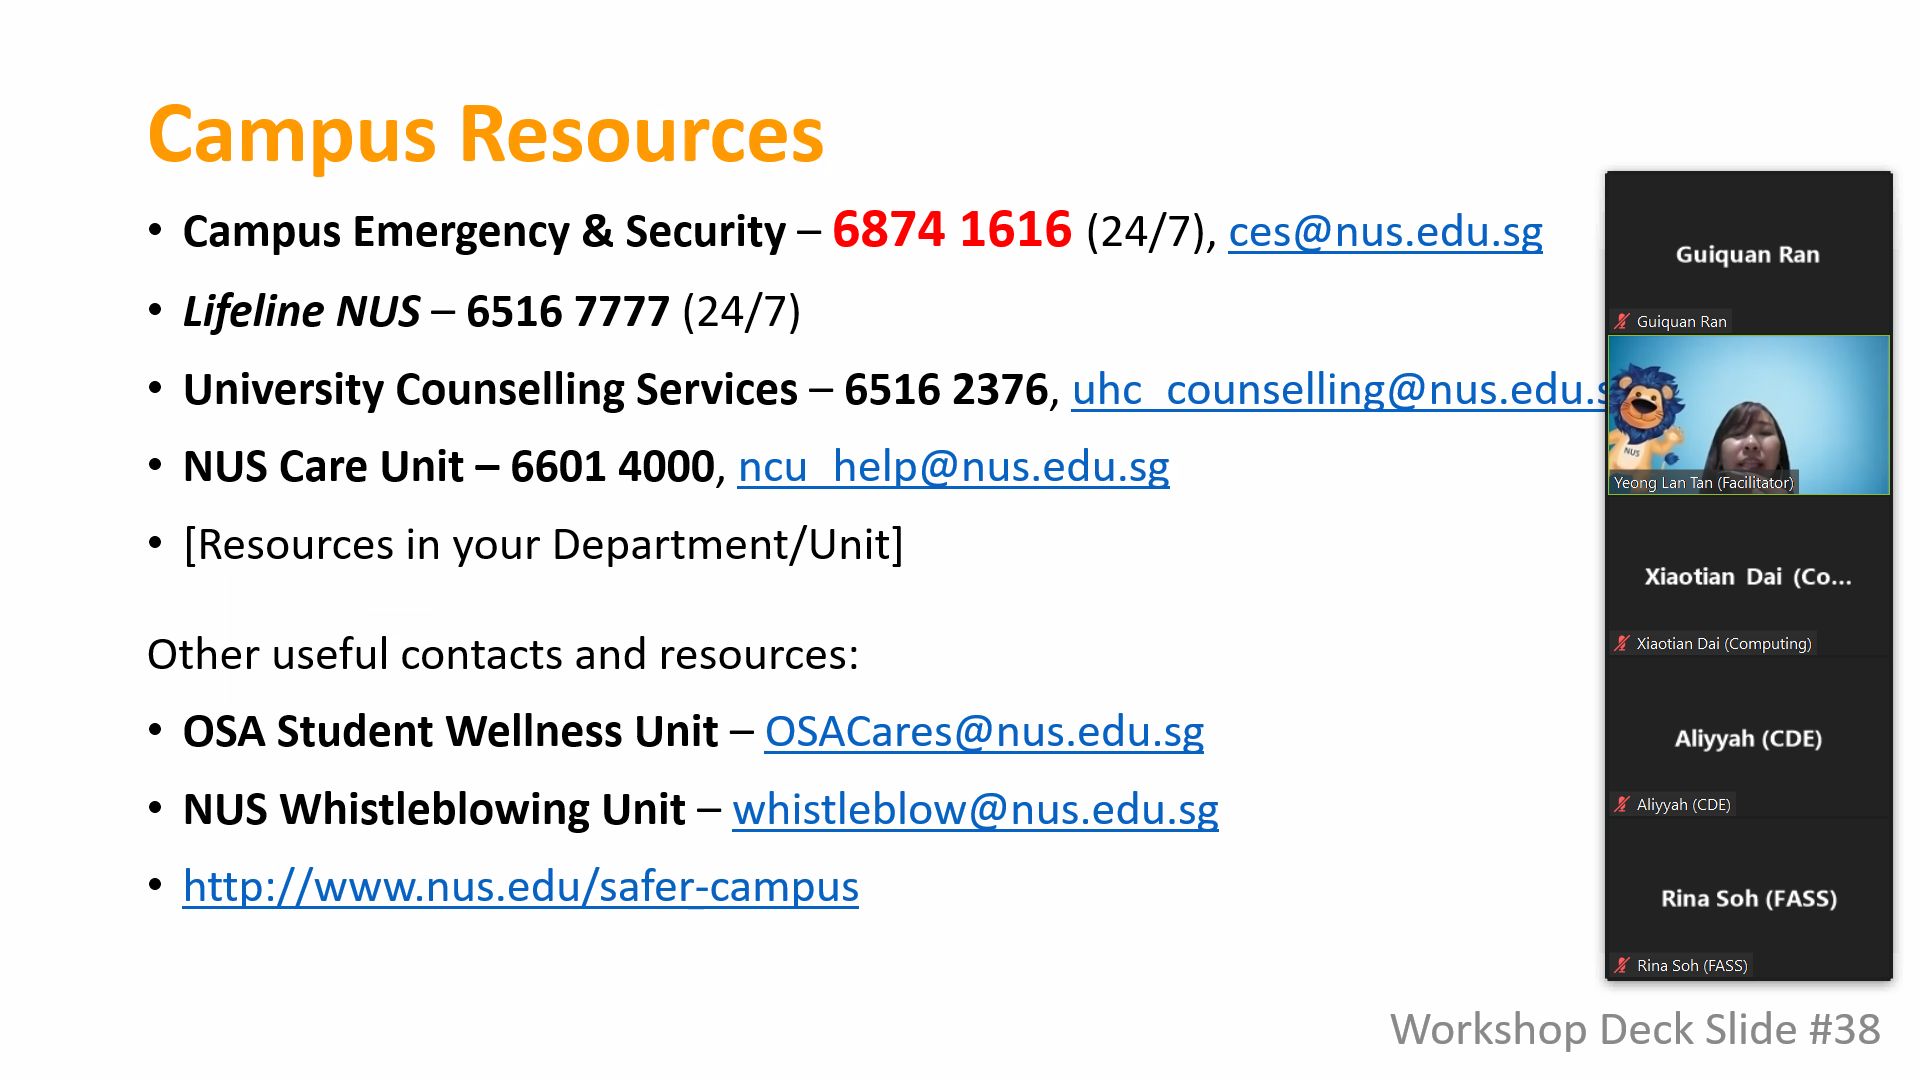 Campus Resources
• Campus Emergency & Security – 6874 1616 (24/7), ces@nus.edu.sg
• Lifeline NUS – 6516 7777 (24/7)
• University Counselling Services – 6516 2376, uhc_counselling@nus.edu.s
• NUS Care Unit – 6601 4000, ncu_help@nus.edu.sg
• [Resources in your Department/Unit]
Other useful contacts and resources:
• OSA Student Wellness Unit – OSACares@nus.edu.sg
• NUS Whistleblowing Unit – whistleblow@nus.edu.sg
• http://www.nus.edu/safer-campus
Guiquan Ran
Guiquan Ran
NUS
Yeong Lan Tan (Facilitator)
Xiaotian Dai (Co...
Xiaotian Dai (Computing)
Aliyyah (CDE)
Aliyyah (CDE)
Rina Soh (FASS)
Rina Soh (FASS)
Workshop Deck Slide #38